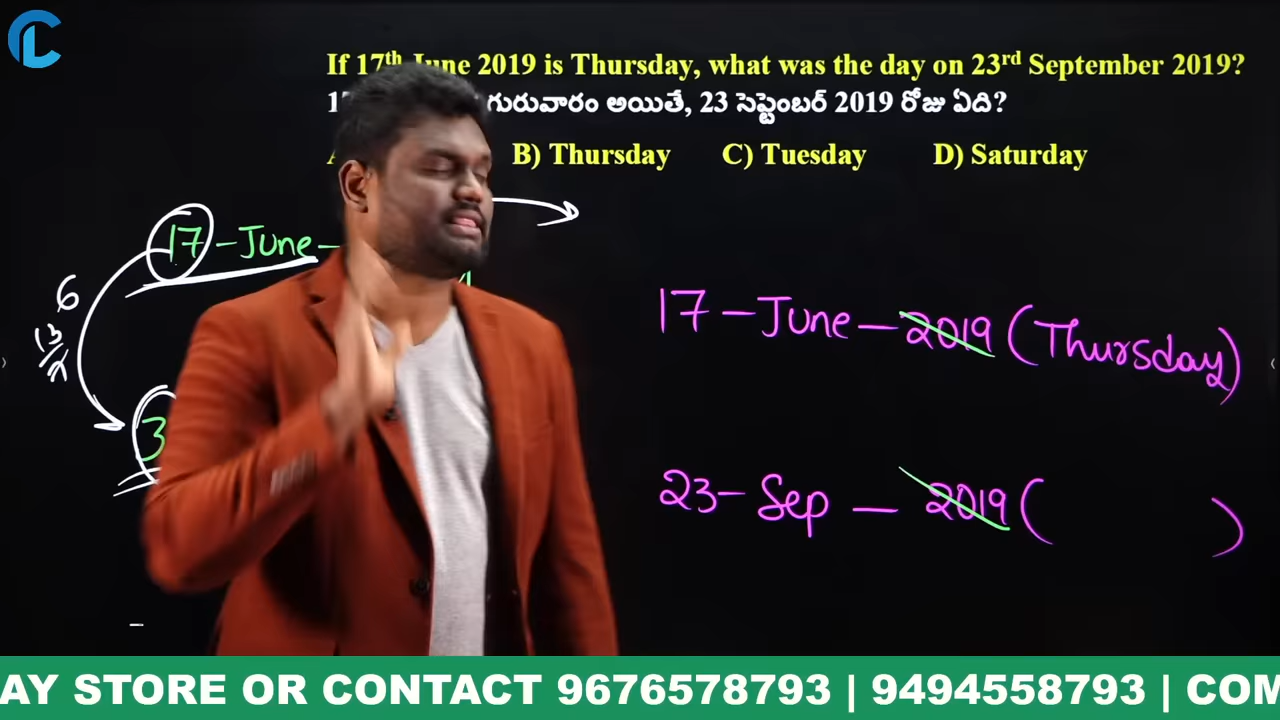 If 17th June 2019 is Thursday, what was the day on 23rd September 2019?
గురువారం అయితే, 23 సెప్టెంబర్ 2019 రోజు ఏది?
B) Thursday C) Tuesday D) Saturday
17-June-
6
13
17-June-2019 (Thursday)
3
23-Sep-2019 ( )
AY STORE OR CONTACT 9676578793 | 9494558793 | COM